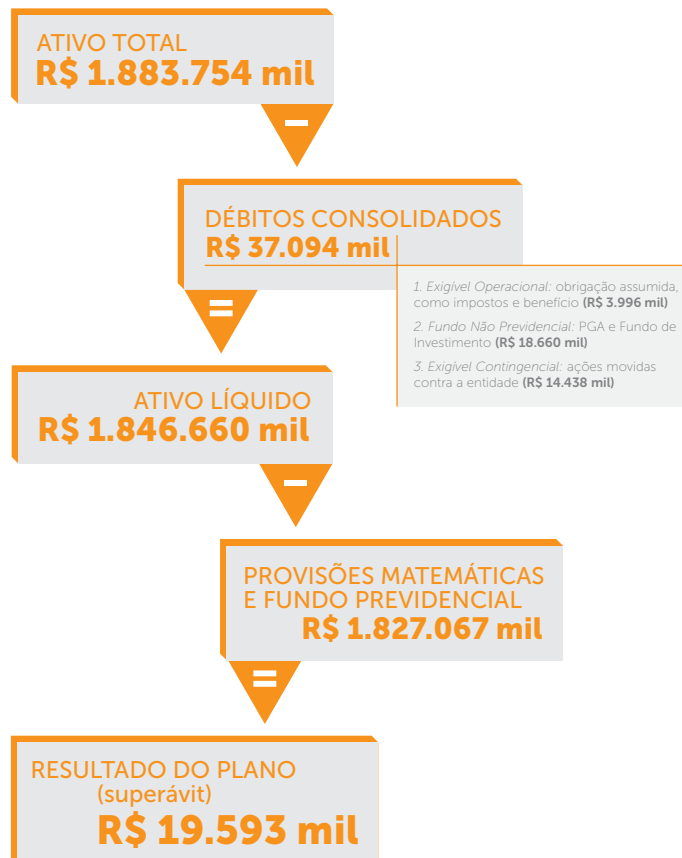 ATIVO TOTAL
R$ 1.883.754 mil
–
DÉBITOS CONSOLIDADOS
R$ 37.094 mil
1. Exigível Operacional: obrigação assumida,
como impostos e benefício (R$ 3.996 mil)
2. Fundo Não Previdencial: PGA e Fundo de
Investimento (R$ 18.660 mil)
3. Exigível Contingencial: ações movidas
contra a entidade (R$ 14.438 mil)
=
ATIVO LÍQUIDO
R$ 1.846.660 mil
–
PROVISÕES MATEMÁTICAS
E FUNDO PREVIDENCIAL
R$ 1.827.067 mil
=
RESULTADO DO PLANO
(superávit)
R$ 19.593 mil